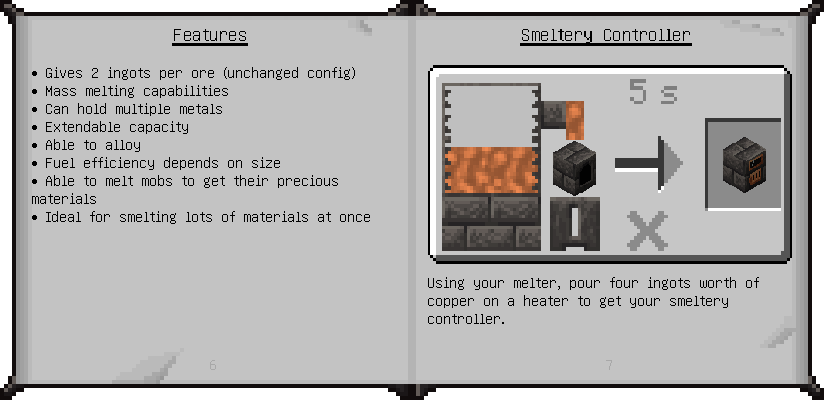 Features
• Gives 2 ingots per ore (unchanged config)
• Mass melting capabilities
• Can hold multiple metals
• Extendable capacity
• Able to alloy
• Fuel efficiency depends on size
• Able to melt mobs to get their precious
materials
• Ideal for smelting lots of materials at once
6
Smeltery Controller
5 s
Using your melter, pour four ingots worth of
copper on a heater to get your smeltery
controller.
7